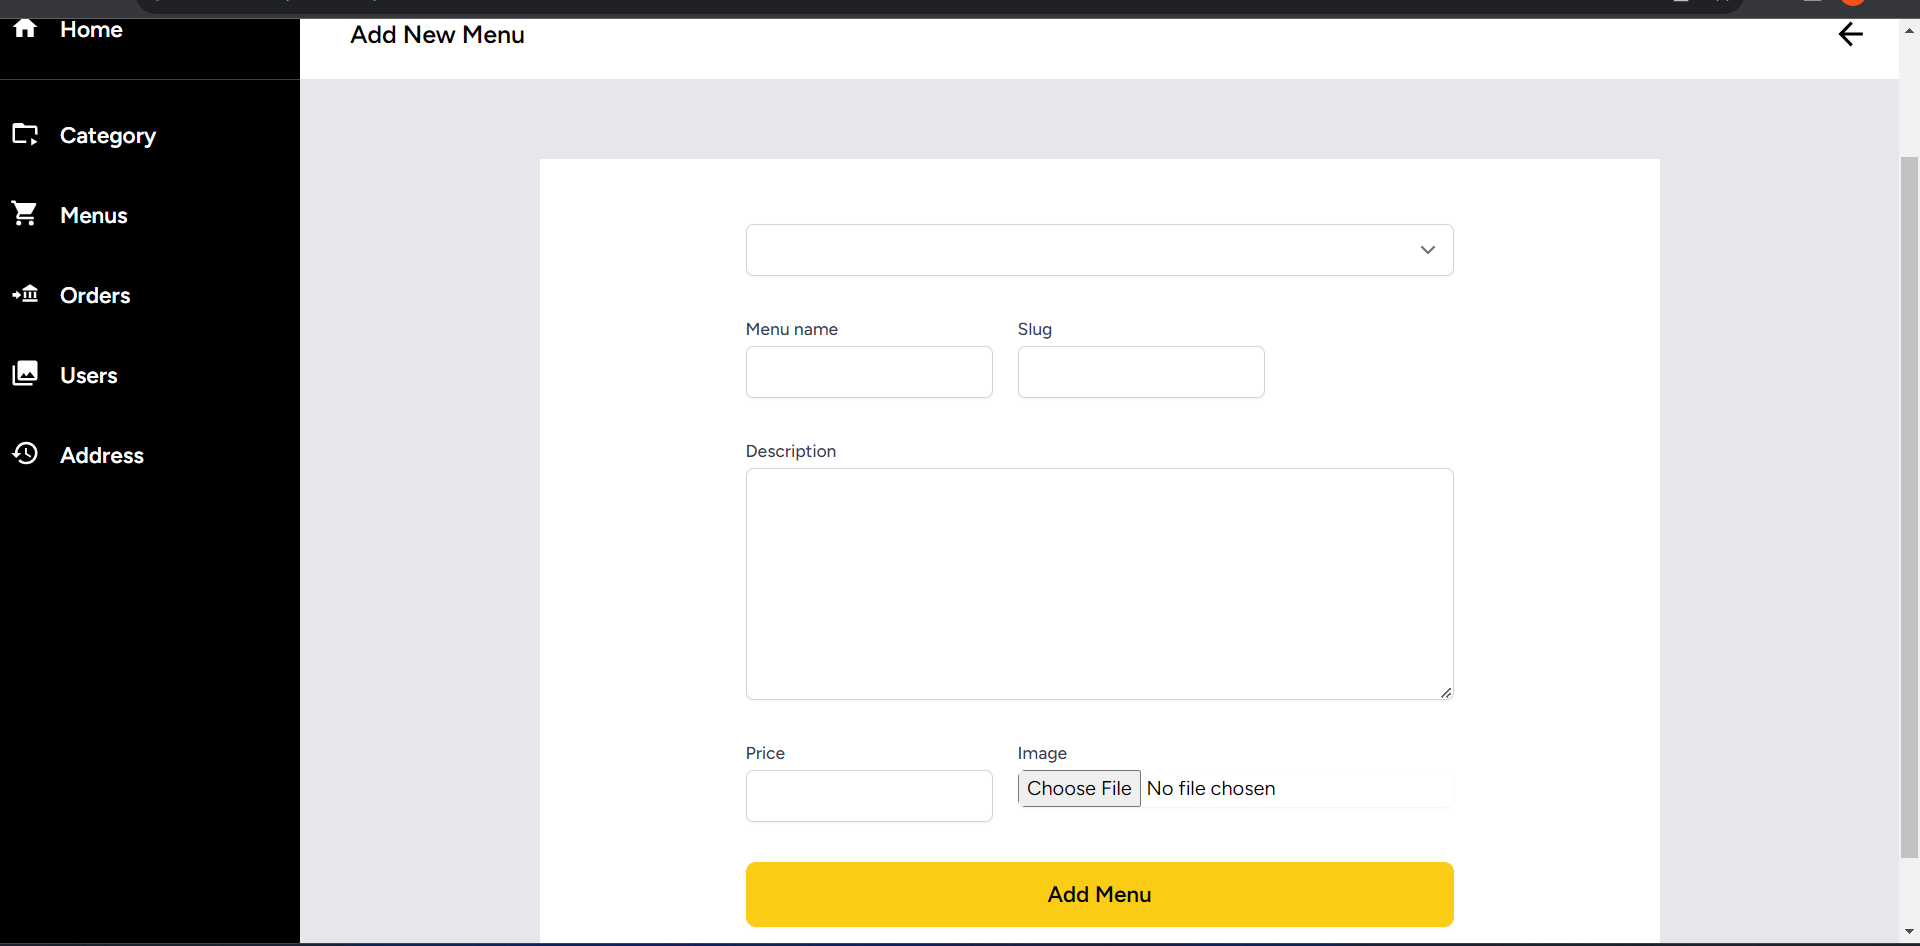 Home
Add New Menu
Category
Menus
Orders
Users
Address
Menu name
Slug
Description
Price
Image
Choose File No file chosen
Add Menu